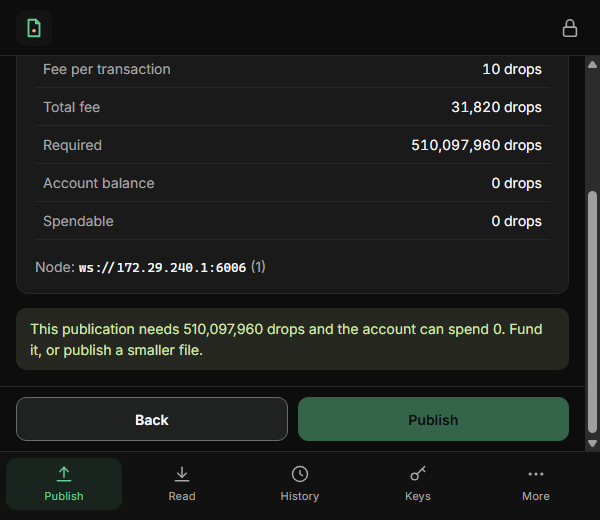 Fee per transaction 10 drops
Total fee 31,820 drops
Required 510,097,960 drops
Account balance 0 drops
Spendable 0 drops
Node: ws://172.29.240.1:6006 (1)
This publication needs 510,097,960 drops and the account can spend 0. Fund
it, or publish a smaller file.
Back Publish
Publish Read History Keys More